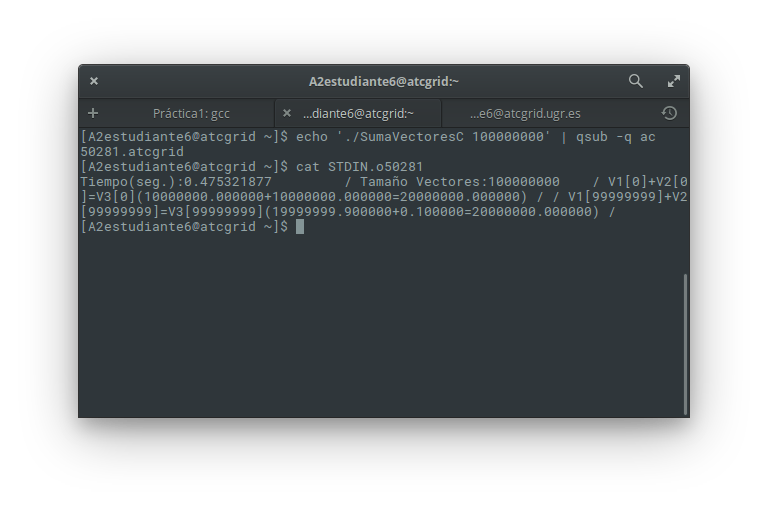 A2estudiante6@atcgrid:~
Práctica1: gcc
...diante6@atcgrid:~
...e6@atcgrid.ugr.es
[A2estudiante6@atcgrid ~]$ echo './SumaVectoresC 100000000' | qsub -q ac
50281.atcgrid
[A2estudiante6@atcgrid ~]$ cat STDIN.o50281
Tiempo(seg.):0.475321877         / Tamaño Vectores:100000000    / V1[0]+V2[0
]=V3[0](10000000.000000+10000000.000000=20000000.000000) / / V1[99999999]+V2
[99999999]=V3[99999999](19999999.900000+0.100000=20000000.000000) /
[A2estudiante6@atcgrid ~]$